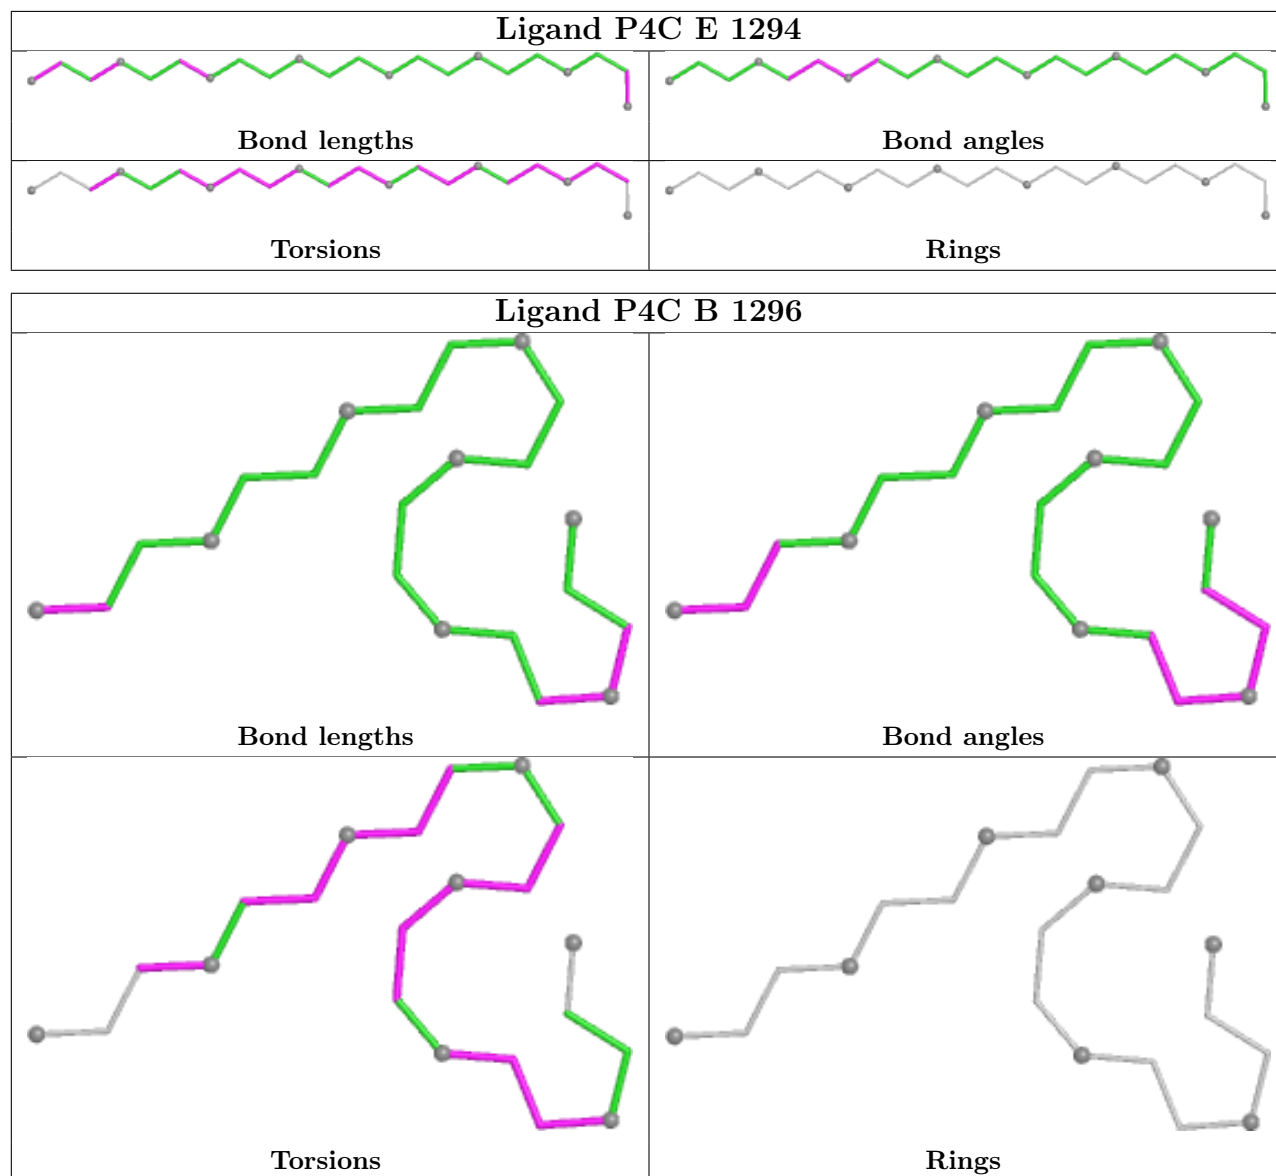 Ligand P4C E 1294
Bond lengths
Bond angles
Torsions
Rings
Ligand P4C B 1296
Bond lengths
Bond angles
Torsions
Rings